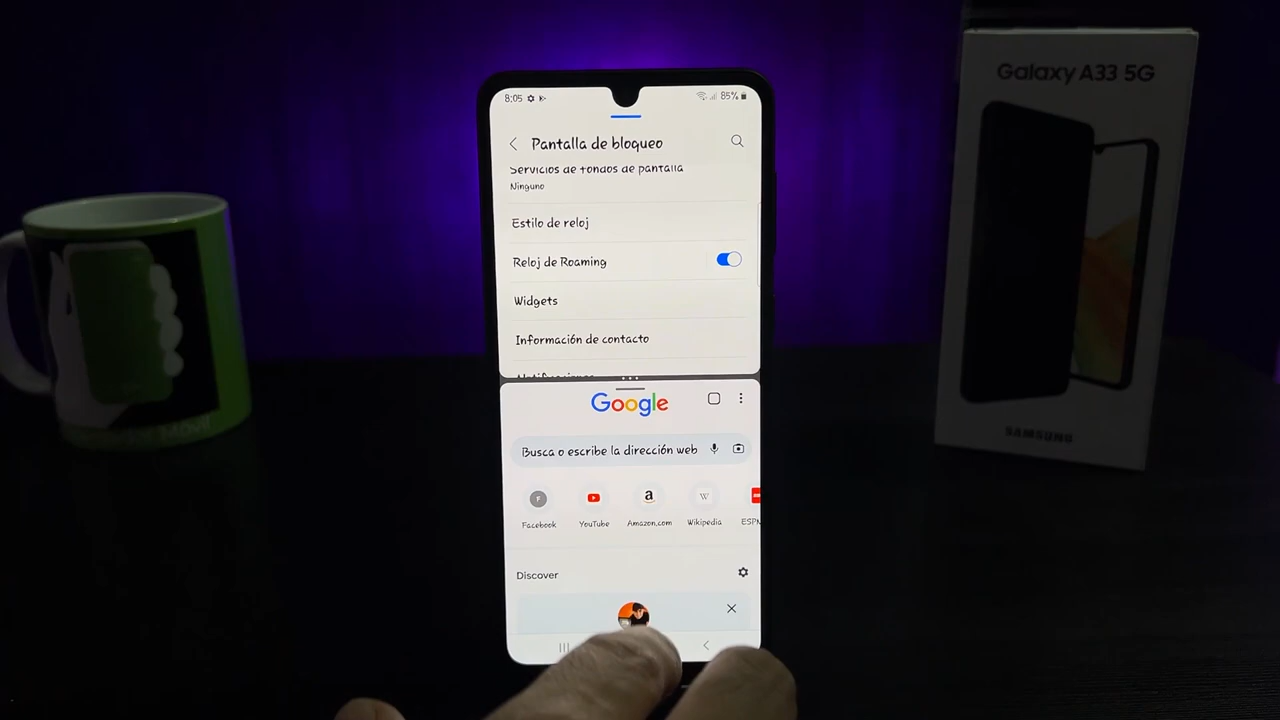 Galaxy A33 5G
SAMSUNG
8:05
85%
Pantalla de bloqueo
Servicios de fondos de pantalla
Ninguno
Estilo de reloj
Reloj de Roaming
Widgets
Información de contacto
Notificaciones
Google
Busca o escribe la dirección web
F
a
W
Facebook
YouTube
Amazon.com
Wikipedia
ESPN
Discover